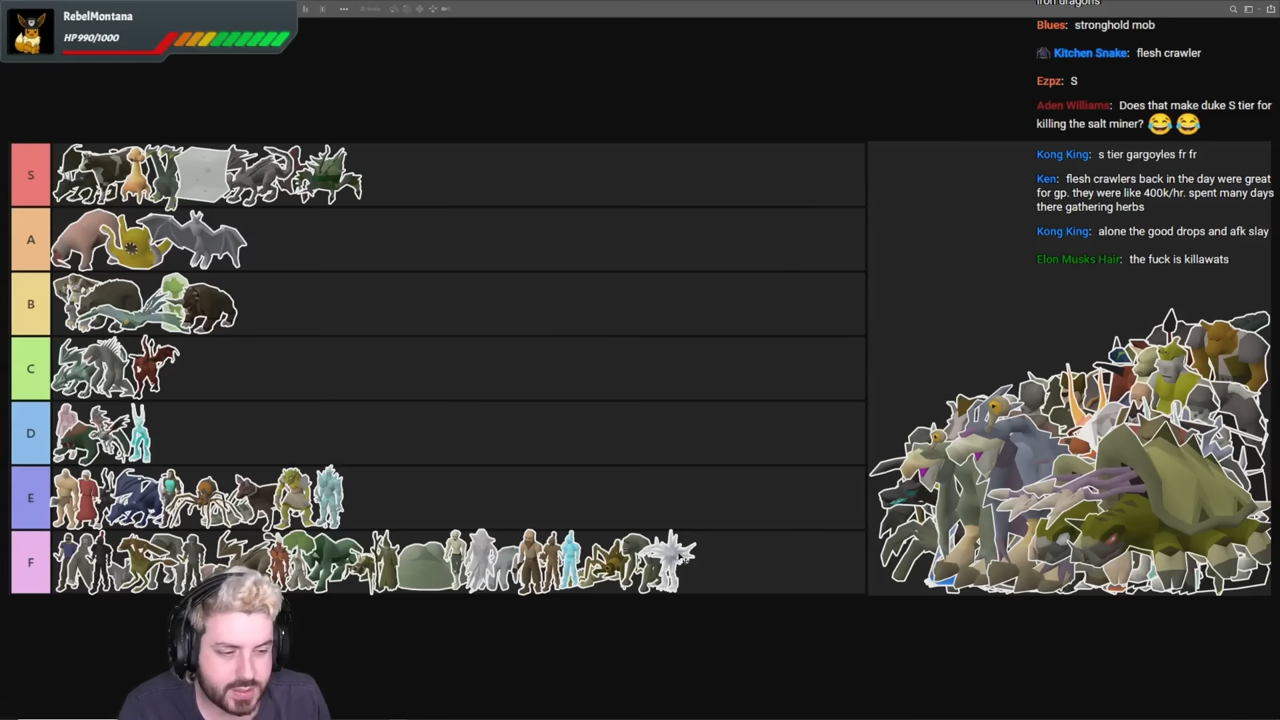 RebelMontana
HP 990/1000
iron dragons
Blues: stronghold mob
Kitchen Snake: flesh crawler
Ezpz: S
Aden Williams: Does that make duke S tier for
killing the salt miner? 😂 😂
Kong King: s tier gargoyles fr fr
Ken: flesh crawlers back in the day were great
for gp. they were like 400k/hr. spent many days
there gathering herbs
Kong King: alone the good drops and afk slay
Elon Musks Hair: the fuck is killawats
S
A
B
C
D
E
F